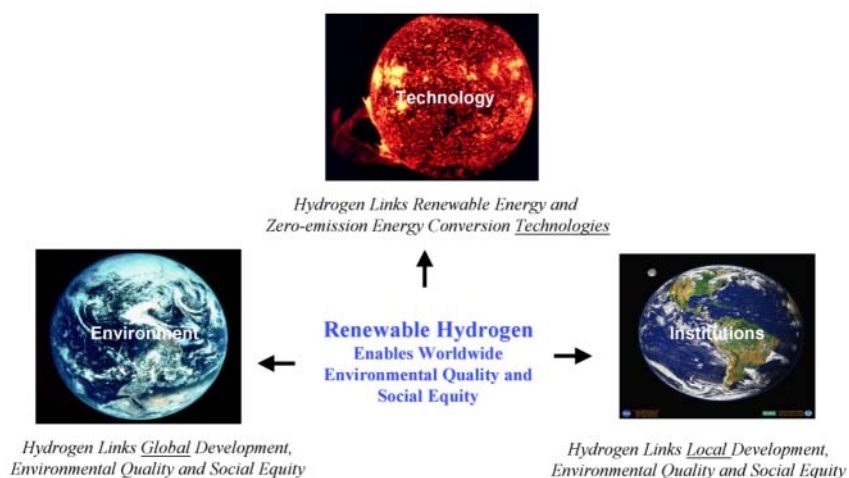 Technology
Hydrogen Links Renewable Energy and
Zero-emission Energy Conversion Technologies
Environment
Renewable Hydrogen
Enables Worldwide
Environmental Quality and
Social Equity
Institutions
Hydrogen Links Global Development,
Environmental Quality and Social Equity
Hydrogen Links Local Development,
Environmental Quality and Social Equity